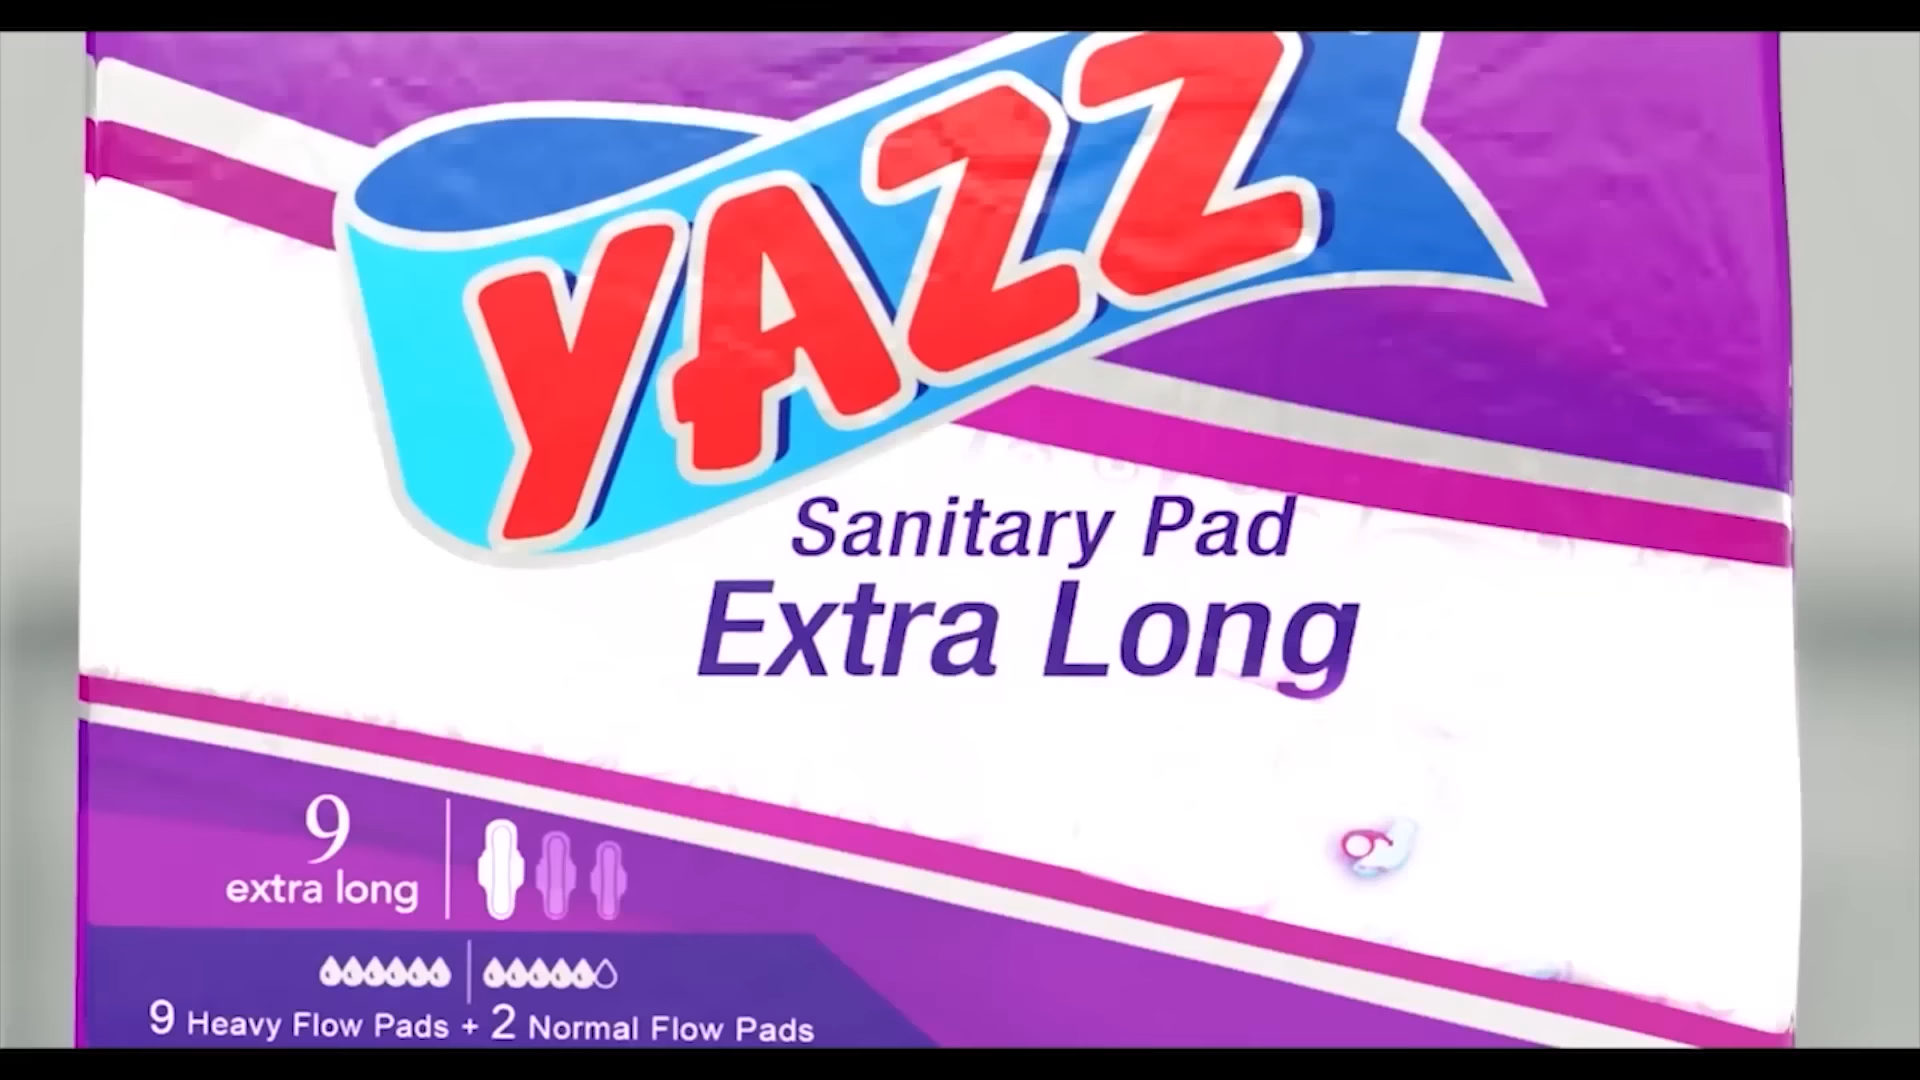 YAZZ
Sanitary Pad
Extra Long
9
extra long
9 Heavy Flow Pads + 2 Normal Flow Pads